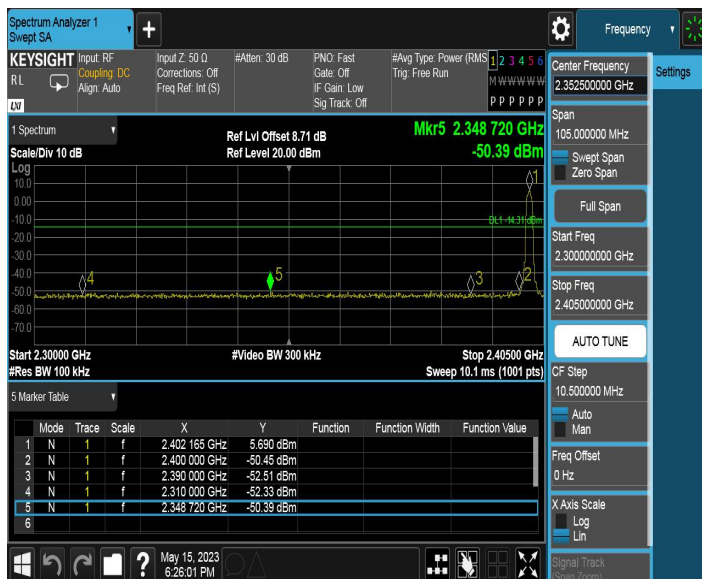 Spectrum Analyzer 1
Swept SA
+
Frequency
KEYSIGHT
RL
LXI
Input: RF
Coupling: DC
Align: Auto
Input Z: 50 Ω
Corrections: Off
Freq Ref: Int (S)
#Atten: 30 dB
PNO: Fast
Gate: Off
IF Gain: Low
Sig Track: Off
#Avg Type: Power (RMS
Trig: Free Run
1 2 3 4 5 6
M W W W W W
P P P P P P
Center Frequency
2.352500000 GHz
Settings
Span
105.000000 MHz
Swept Span
Zero Span
Full Span
Start Freq
2.300000000 GHz
Stop Freq
2.405000000 GHz
AUTO TUNE
CF Step
10.500000 MHz
Auto
Man
Freq Offset
0 Hz
X Axis Scale
Log
Lin
Signal Track
(Span Zoom)
1 Spectrum
Scale/Div 10 dB
Ref Lvl Offset 8.71 dB
Ref Level 20.00 dBm
Mkr5 2.348 720 GHz
-50.39 dBm
Log
10.0
0.00
-10.0
-20.0
-30.0
-40.0
-50.0
-60.0
-70.0
1
DL1 -14.31 dBm
4
5
3
2
Start 2.30000 GHz
#Video BW 300 kHz
Stop 2.40500 GHz
#Res BW 100 kHz
Sweep 10.1 ms (1001 pts)
5 Marker Table
Mode Trace Scale X Y Function Function Width Function Value
1 N 1 f 2.402 165 GHz 5.690 dBm
2 N 1 f 2.400 000 GHz -50.45 dBm
3 N 1 f 2.390 000 GHz -52.51 dBm
4 N 1 f 2.310 000 GHz -52.33 dBm
5 N 1 f 2.348 720 GHz -50.39 dBm
6
?
May 15, 2023
6:26:01 PM